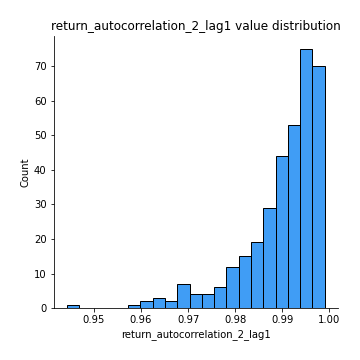 return_autocorrelation_2_lag1 value distribution
70
60
50
40
30
20
10
0
Count
0.95 0.96 0.97 0.98 0.99 1.00
return_autocorrelation_2_lag1